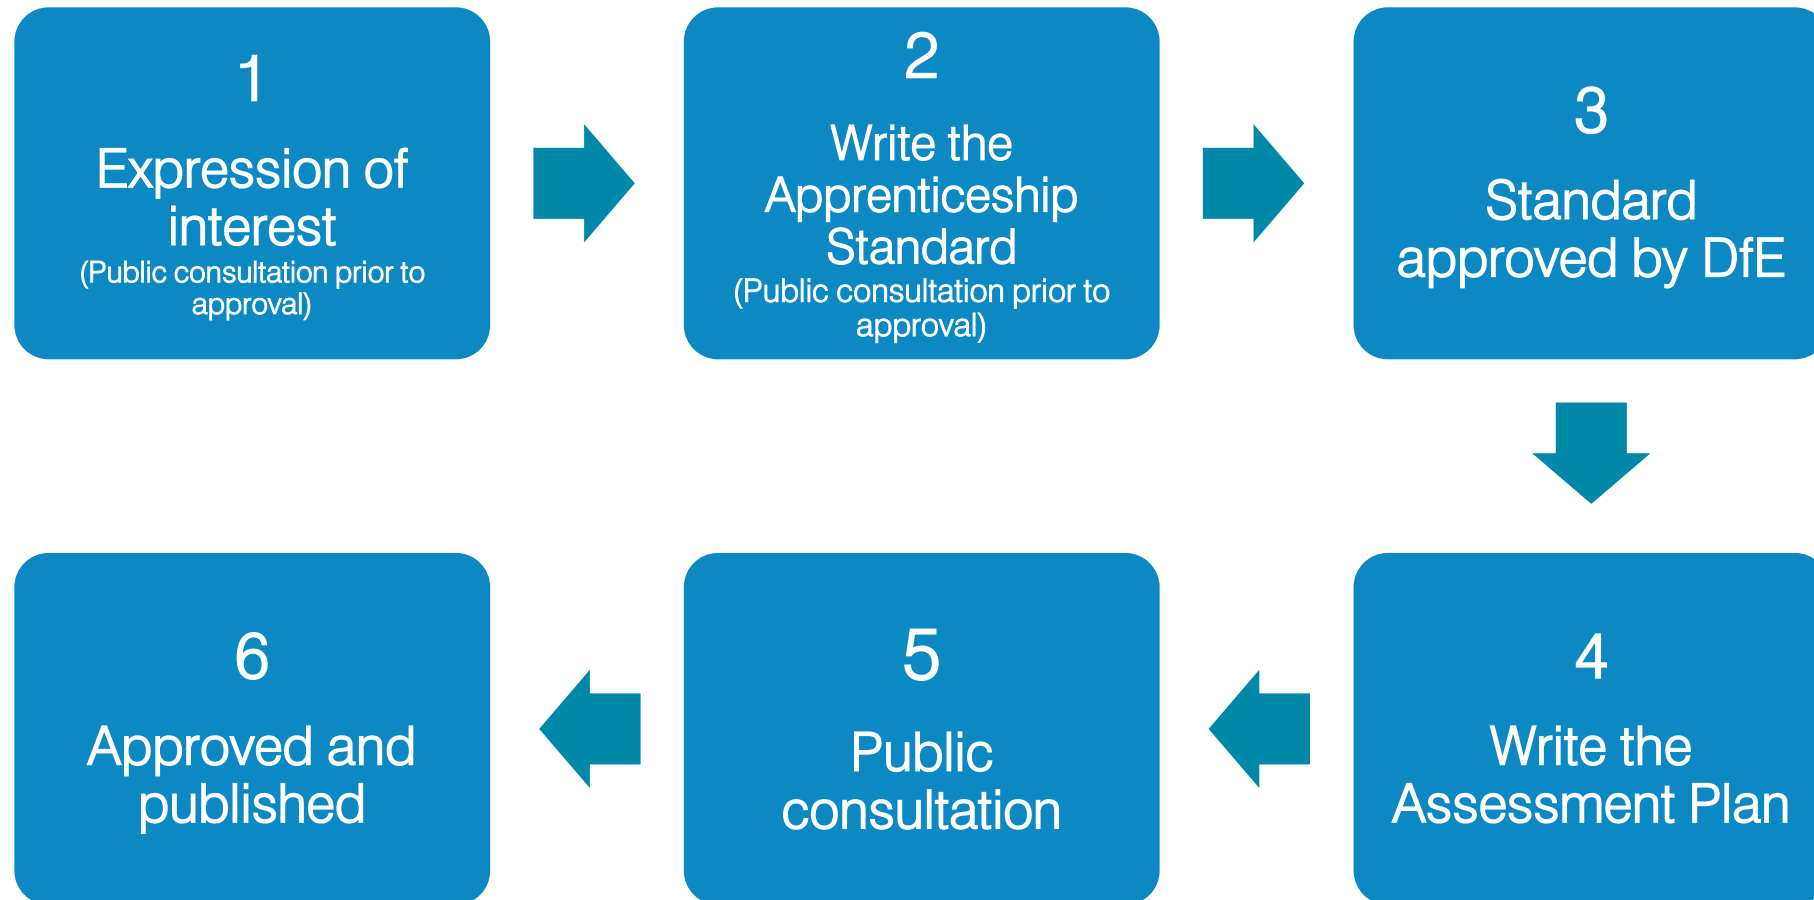 1
Expression of
interest
(Public consultation prior to
approval)
2
Write the
Apprenticeship
Standard
(Public consultation prior to
approval)
3
Standard
approved by DfE
4
Write the
Assessment Plan
5
Public
consultation
6
Approved and
published